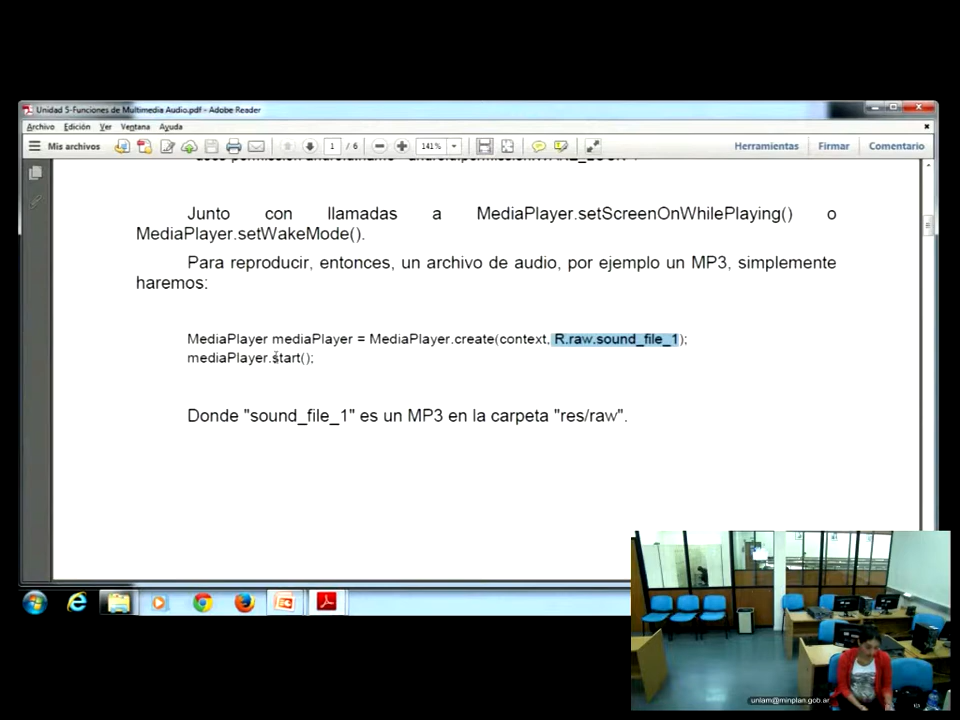 Unidad 5-Funciones de Multimedia Audio.pdf - Adobe Reader
Archivo Edición Ver Ventana Ayuda
Mis archivos 1 / 6 141% Herramientas Firmar Comentario
Junto con llamadas a MediaPlayer.setScreenOnWhilePlaying() o
MediaPlayer.setWakeMode().
Para reproducir, entonces, un archivo de audio, por ejemplo un MP3, simplemente
haremos:
MediaPlayer mediaPlayer = MediaPlayer.create(context, R.raw.sound_file_1);
mediaPlayer.start();
Donde "sound_file_1" es un MP3 en la carpeta "res/raw".
unlam@minplan.gob.ar